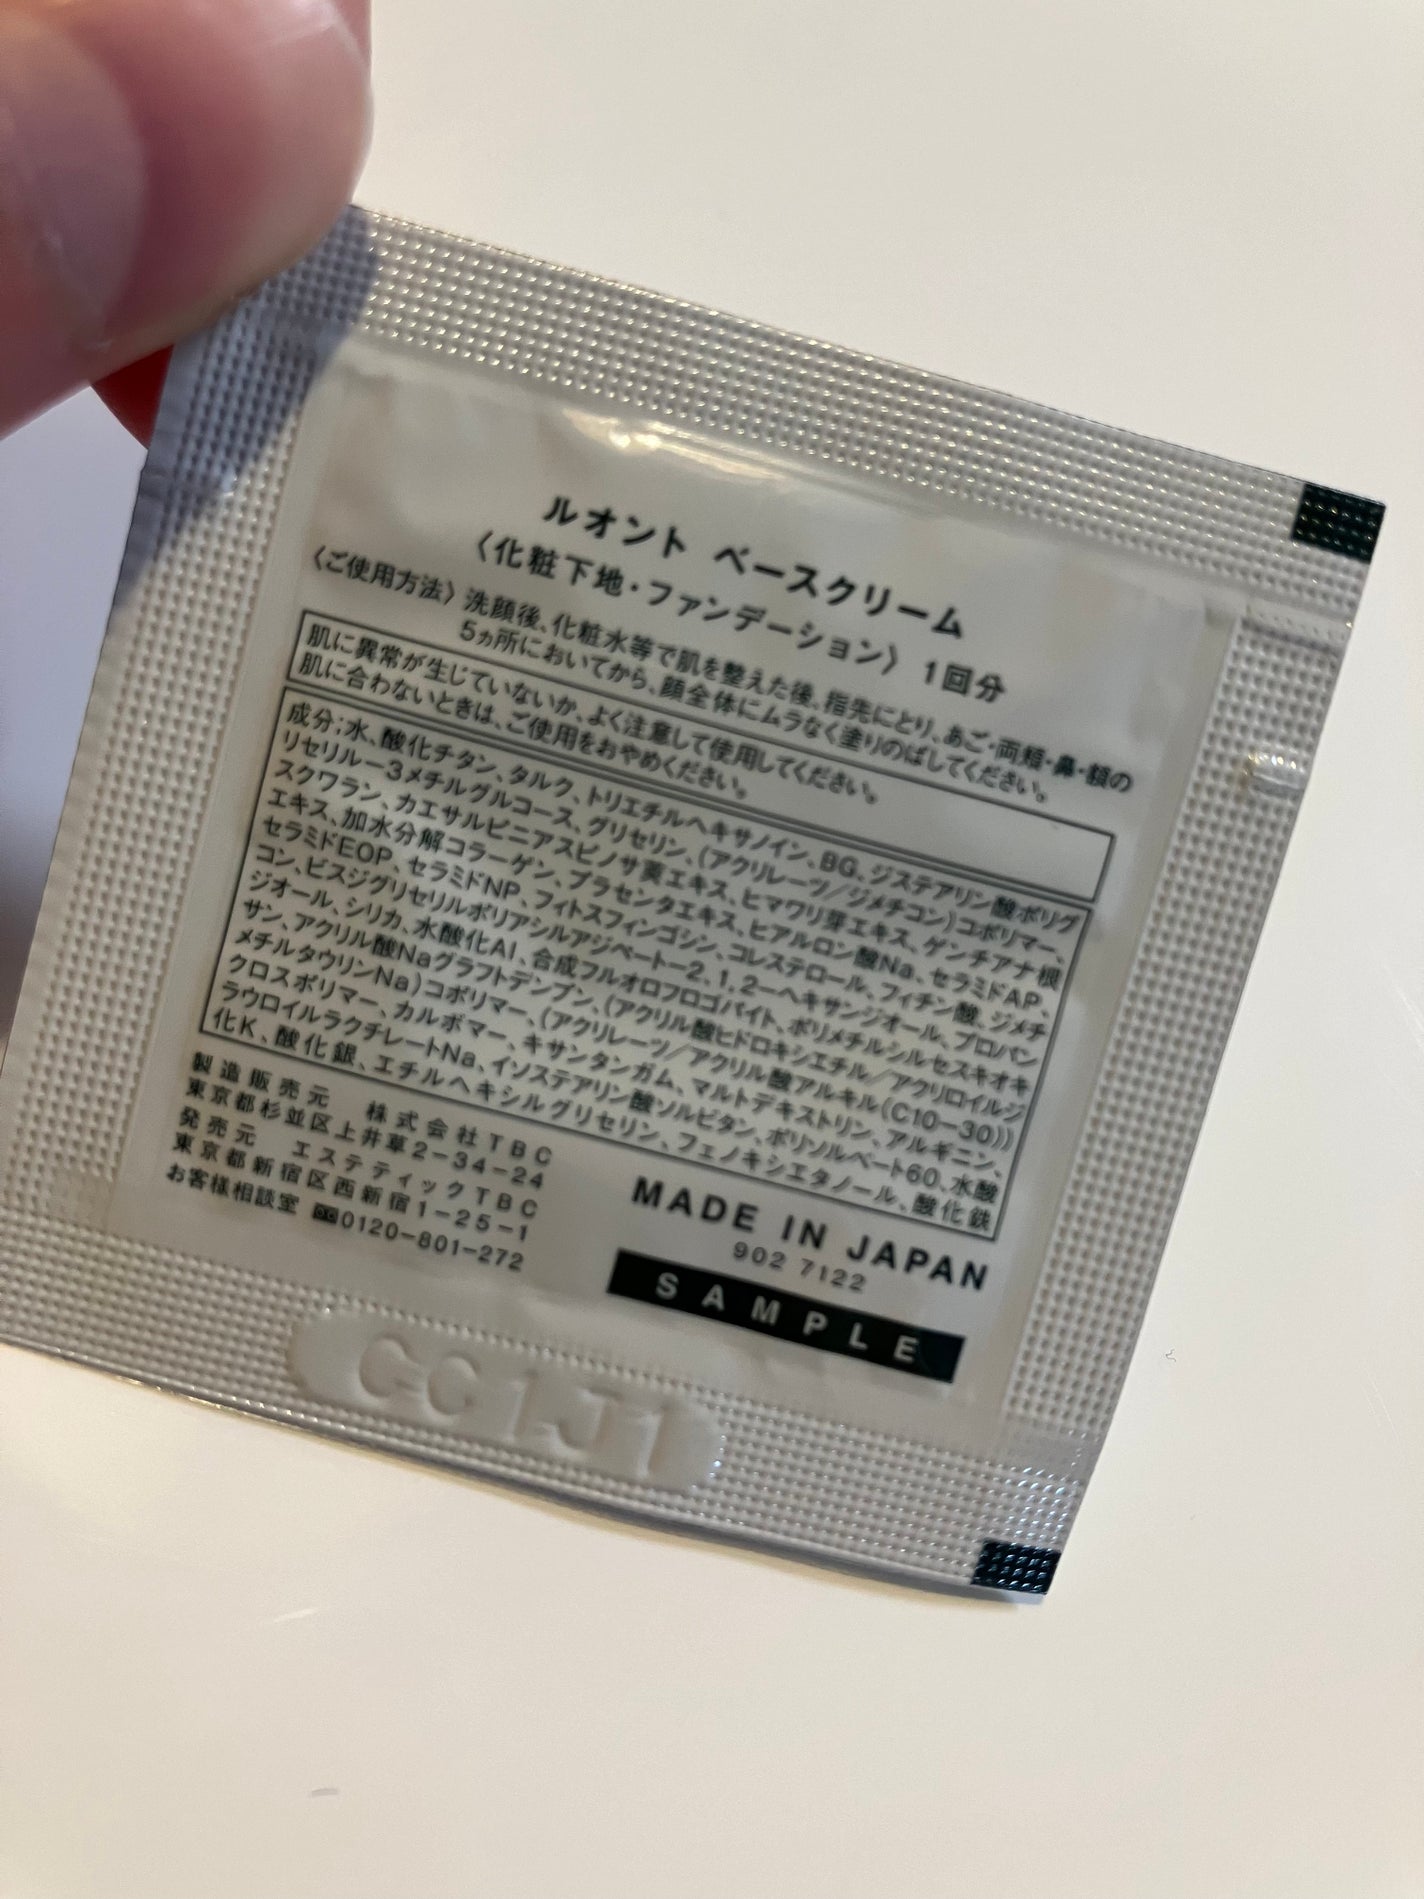 ルオント ベースクリーム
〈化粧下地・ファンデーション〉 1回分
〈ご使用方法〉洗顔後、化粧水等で肌を整えた後、指先にとり、あご・両頬・鼻・額の
5ヵ所においてから、顔全体にムラなく塗りのばしてください。
肌に異常が生じていないか、よく注意して使用してください。
肌に合わないときは、ご使用をおやめください。
成分；水、酸化チタン、タルク、トリエチルヘキサノイン、BG、ジステアリン酸ポリグ
リセリル－3メチルグルコース、グリセリン、（アクリレーツ／ジメチコン）コポリマー、
スクワラン、カエサルピニアスピノサ莢エキス、ヒマワリ芽エキス、ゲンチアナ根
エキス、加水分解コラーゲン、プラセンタエキス、ヒアルロン酸Na、セラミドAP、
セラミドEOP、セラミドNP、フィトスフィンゴシン、コレステロール、フィチン酸、ジメチ
コン、ビスジグリセリルポリアシルアジペート－2、1，2－ヘキサンジオール、プロパン
ジオール、シリカ、水酸化Al、合成フルオロフロゴパイト、ポリメチルシルセスキオキ
サン、アクリル酸Naグラフトデンプン、（アクリル酸ヒドロキシエチル／アクリロイルジ
メチルタウリンNa）コポリマー、（アクリレーツ／アクリル酸アルキル（C10－30））
クロスポリマー、カルボマー、キサンタンガム、マルトデキストリン、アルギニン、
ラウロイルラクチレートNa、イソステアリン酸ソルビタン、ポリソルベート60、水酸
化K、酸化銀、エチルヘキシルグリセリン、フェノキシエタノール、酸化鉄
製造販売元 株式会社TBC
東京都杉並区上井草2－34－24
発売元 エステティックTBC
東京都新宿区西新宿1－25－1
お客様相談室 0120－801－272
MADE IN JAPAN
902 7122
SAMPLE
CC1J1